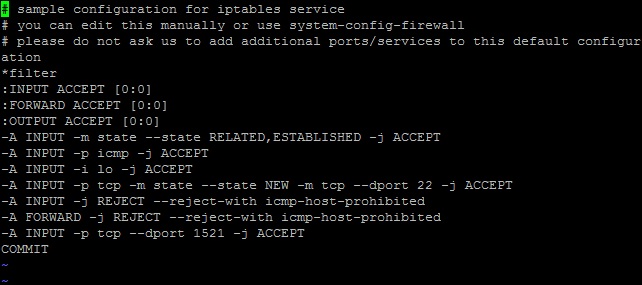 # sample configuration for iptables service
# you can edit this manually or use system-config-firewall
# please do not ask us to add additional ports/services to this default configur
ation
*filter
:INPUT ACCEPT [0:0]
:FORWARD ACCEPT [0:0]
:OUTPUT ACCEPT [0:0]
-A INPUT -m state --state RELATED,ESTABLISHED -j ACCEPT
-A INPUT -p icmp -j ACCEPT
-A INPUT -i lo -j ACCEPT
-A INPUT -p tcp -m state --state NEW -m tcp --dport 22 -j ACCEPT
-A INPUT -j REJECT --reject-with icmp-host-prohibited
-A FORWARD -j REJECT --reject-with icmp-host-prohibited
-A INPUT -p tcp --dport 1521 -j ACCEPT
COMMIT
~
~